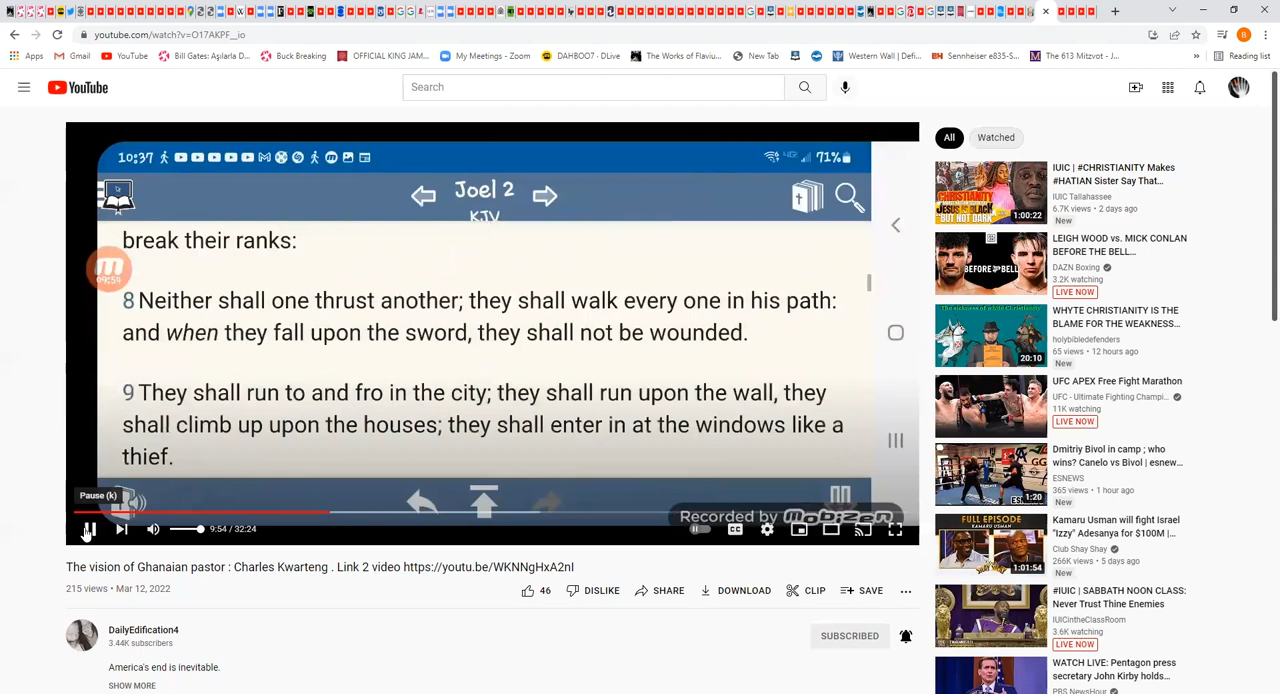 youtube.com/watch?v=O17AKPF_io
Apps
Gmail
YouTube
Bill Gates: Aşılarla D...
Buck Breaking
OFFICIAL KING JAM...
My Meetings - Zoom
DAHBOO7 - DLive
The Works of Flaviu...
New Tab
Western Wall | Defi...
Sennheiser e835-S...
The 613 Mitzvot - J...
»
Reading list
YouTube
Search
10:37
71%
Joel 2
KJV
break their ranks:
8 Neither shall one thrust another; they shall walk every one in his path:
and when they fall upon the sword, they shall not be wounded.
9 They shall run to and fro in the city; they shall run upon the wall, they
shall climb up upon the houses; they shall enter in at the windows like a
thief.
09:54
Pause (k)
Recorded by Mobizen
9:54 / 32:24
CC
The vision of Ghanaian pastor : Charles Kwarteng . Link 2 video https://youtu.be/WKNNgHxA2nI
215 views • Mar 12, 2022
46
DISLIKE
SHARE
DOWNLOAD
CLIP
SAVE
...
DailyEdification4
3.44K subscribers
SUBSCRIBED
America's end is inevitable.
SHOW MORE
All
Watched
IUIC | #CHRISTIANITY Makes
#HATIAN Sister Say That...
IUIC Tallahassee
6.7K views • 2 days ago
New
1:00:22
LEIGH WOOD vs. MICK CONLAN
BEFORE THE BELL...
DAZN Boxing
3.2K watching
LIVE NOW
WHYTE CHRISTIANITY IS THE
BLAME FOR THE WEAKNESS...
holybibledefenders
65 views • 12 hours ago
New
20:10
UFC APEX Free Fight Marathon
UFC - Ultimate Fighting Champi...
11K watching
LIVE NOW
Dmitriy Bivol in camp ; who
wins? Canelo vs Bivol | esnew...
ESNEWS
365 views • 1 hour ago
New
1:20
FULL EPISODE
KAMARU USMAN
Kamaru Usman will fight Israel
"Izzy" Adesanya for $100M |...
Club Shay Shay
266K views • 5 days ago
New
1:01:54
#IUIC | SABBATH NOON CLASS:
Never Trust Thine Enemies
IUICintheClassRoom
3.6K watching
LIVE NOW
WATCH LIVE: Pentagon press
secretary John Kirby holds...
PBS NewsHour